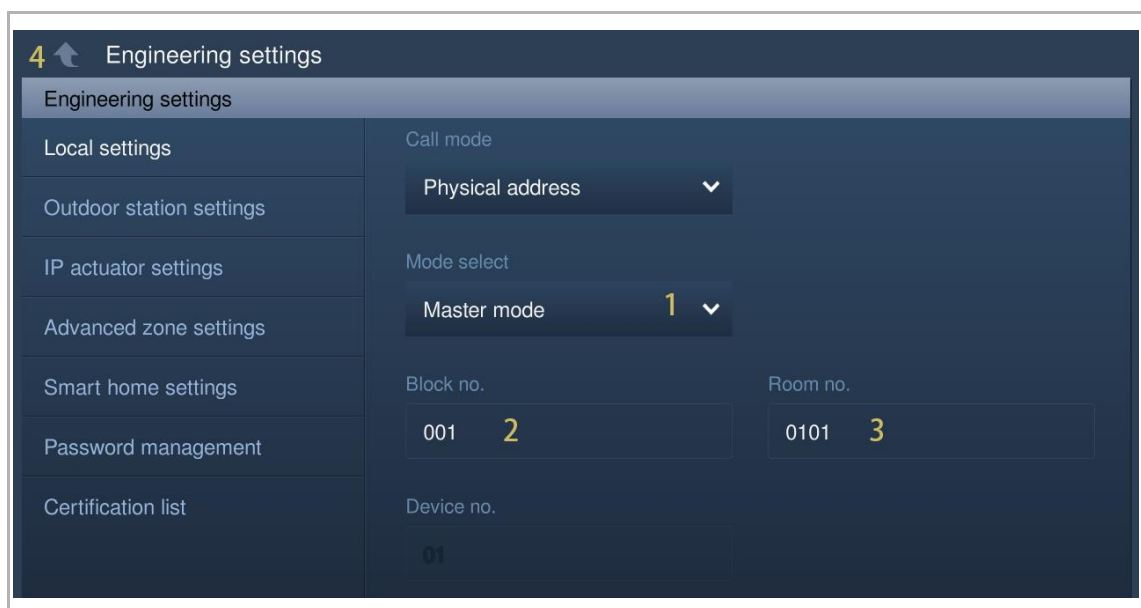 4 Engineering settings
Engineering settings
Local settings
Outdoor station settings
IP actuator settings
Advanced zone settings
Smart home settings
Password management
Certification list
Call mode
Physical address
Mode select
Master mode 1
Block no. Room no.
001 2 0101 3
Device no.
01